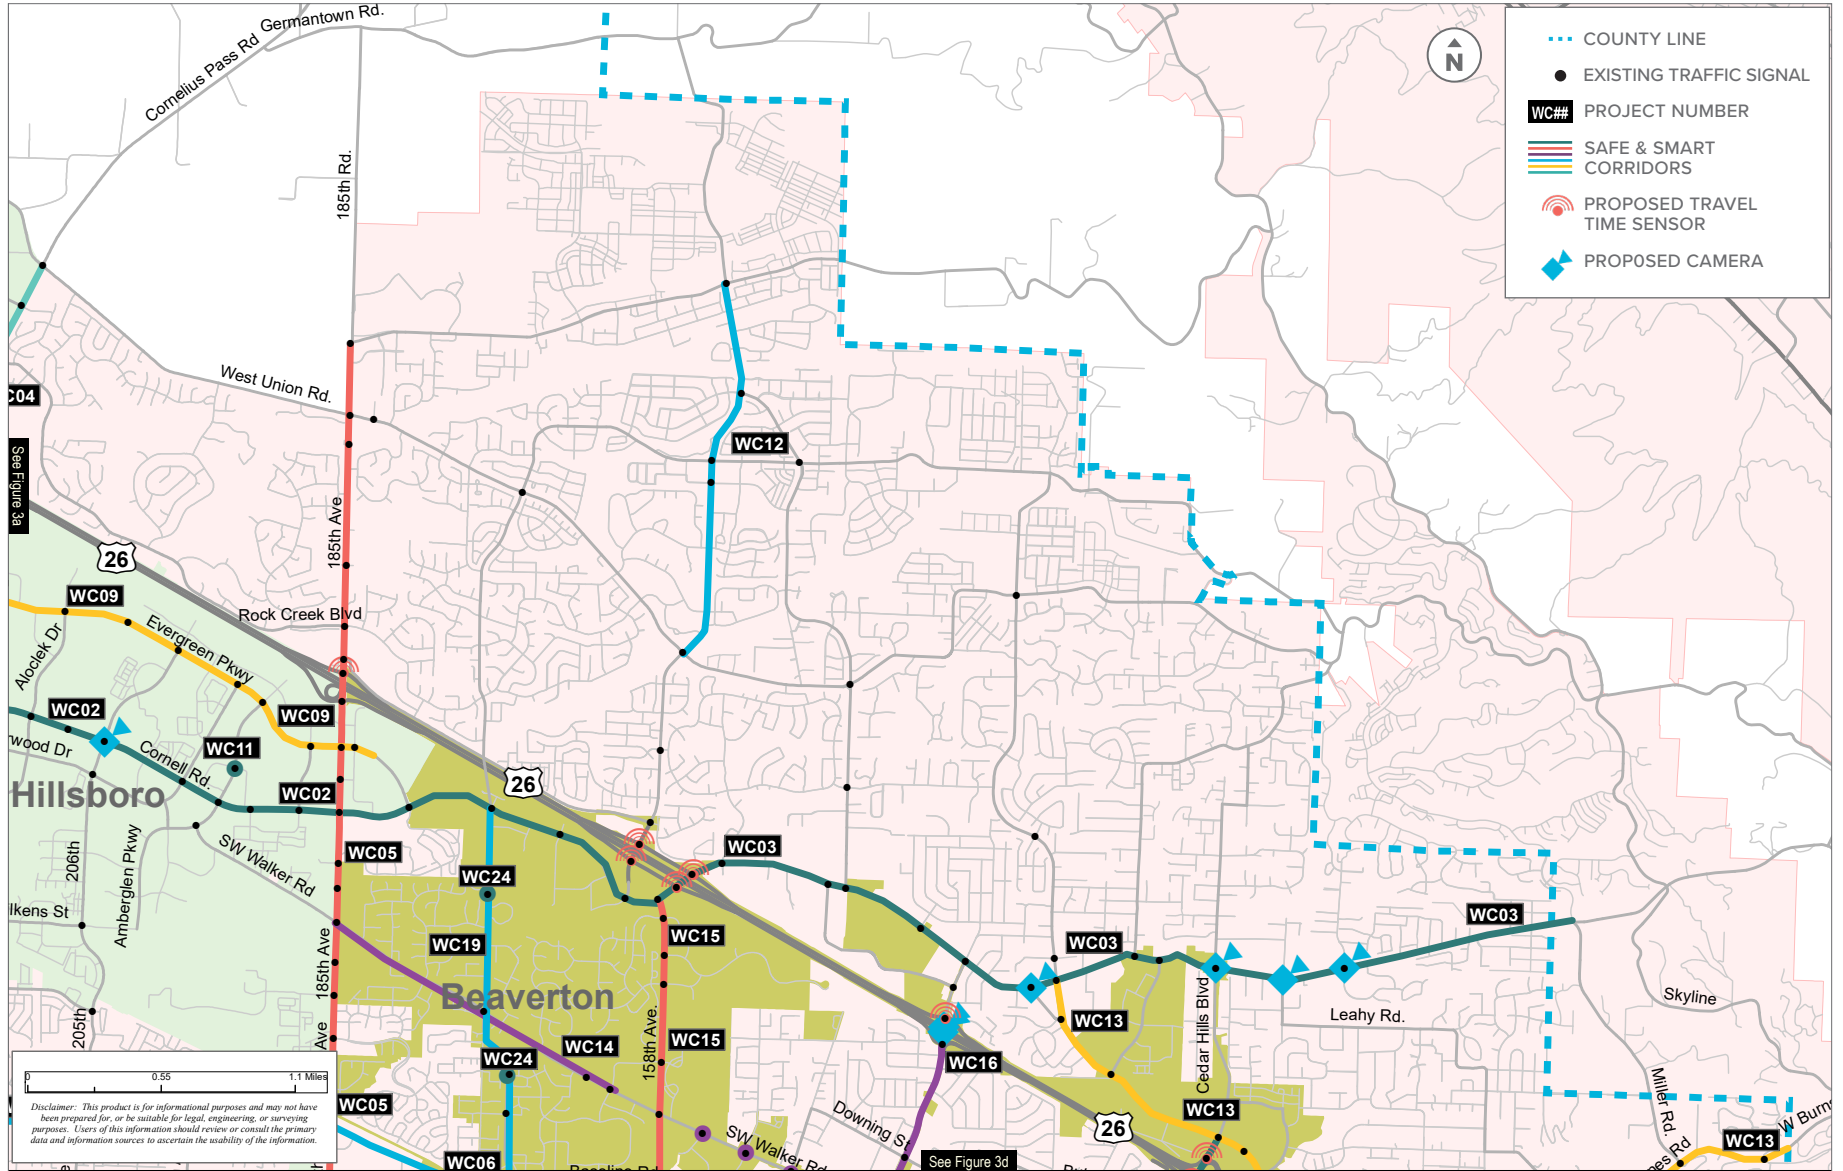 Germantown Rd.
Cornelius Pass Rd
185th Rd.
N
COUNTY LINE
EXISTING TRAFFIC SIGNAL
WC## PROJECT NUMBER
SAFE & SMART
CORRIDORS
PROPOSED TRAVEL
TIME SENSOR
PROPOSED CAMERA
West Union Rd.
C04
See Figure 3a
WC12
185th Ave
26
WC09
Rock Creek Blvd
Evergreen Pkwy
Aloclek Dr
WC02
WC09
rwood Dr
WC11
Cornell Rd.
Hillsboro
WC02
26
206th
Amberglen Pkwy
SW Walker Rd
WC05
WC03
WC24
lkens St
WC19
WC15
WC03
WC03
185th Ave
Beaverton
Cedar Hills Blvd
Skyline
Leahy Rd.
205th
Ave
WC14
158th Ave.
WC15
WC13
WC24
WC16
0 0.55 1.1 Miles
Disclaimer: This product is for informational purposes and may not have
been prepared for, or be suitable for legal, engineering, or surveying
purposes. Users of this information should review or consult the primary
data and information sources to ascertain the usability of the information.
WC05
WC13
Miller Rd.
Downing St
26
W Burn
WC13
SW Walker Rd
WC06
See Figure 3d
nes Rd
Baseline Rd